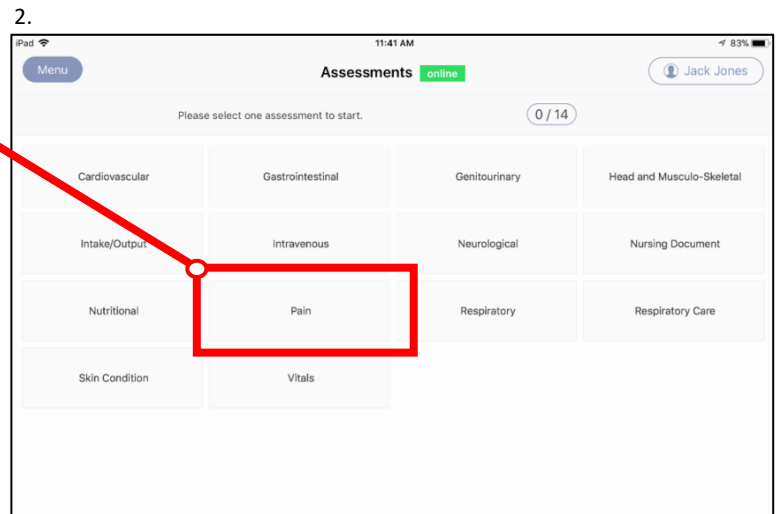 2.
iPad 11:41 AM 83%
Menu Assessments online Jack Jones
Please select one assessment to start. 0 / 14
Cardiovascular Gastrointestinal Genitourinary Head and Musculo-Skeletal
Intake/Output Intravenous Neurological Nursing Document
Nutritional Pain Respiratory Respiratory Care
Skin Condition Vitals